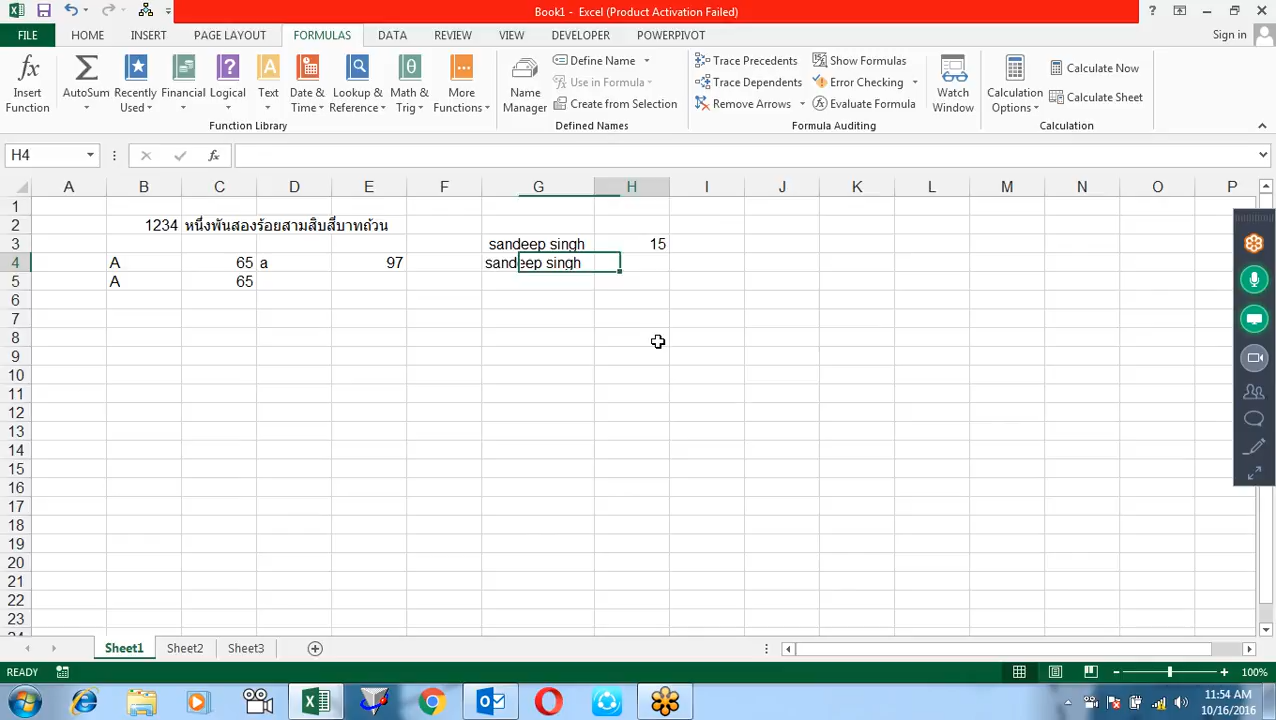 Book1 - Excel (Product Activation Failed)
FILE HOME INSERT PAGE LAYOUT FORMULAS DATA REVIEW VIEW DEVELOPER POWERPIVOT Sign in
Insert Function
AutoSum
Recently Used
Financial
Logical
Text
Date & Time
Lookup & Reference
Math & Trig
More Functions
Function Library
Name Manager
Define Name
Use in Formula
Create from Selection
Defined Names
Trace Precedents
Trace Dependents
Remove Arrows
Show Formulas
Error Checking
Evaluate Formula
Formula Auditing
Watch Window
Calculation Options
Calculate Now
Calculate Sheet
Calculation
H4 fx
A B C D E F G H I J K L M N O P
1
2 1234 หนึ่งพันสองร้อยสามสิบสี่บาทถ้วน
3 sandeep singh 15
4 A 65 a 97 sandeep singh
5 A 65
6
7
8
9
10
11
12
13
14
15
16
17
18
19
20
21
22
23
24
Sheet1 Sheet2 Sheet3
READY 100%
11:54 AM
10/16/2016